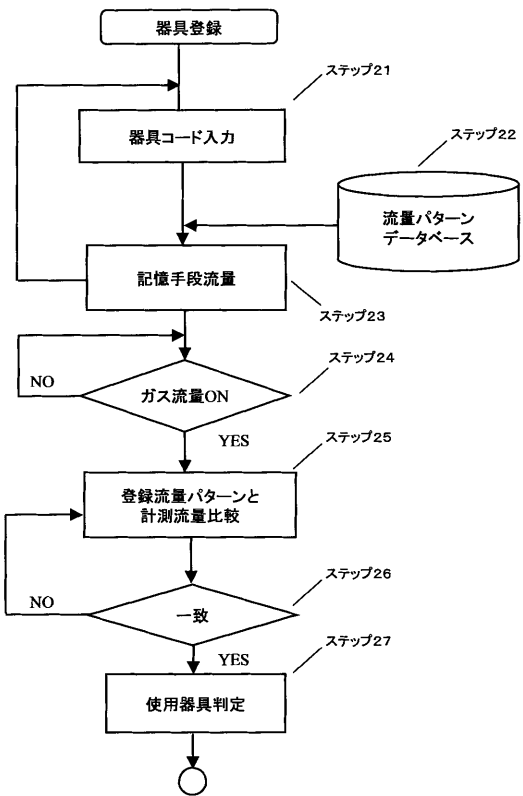 器具登録
ステップ21
器具コード入力
ステップ22
流量パターン
データベース
記憶手段流量
ステップ23
ステップ24
ガス流量ON
NO
YES
ステップ25
登録流量パターンと
計測流量比較
ステップ26
一致
NO
YES
ステップ27
使用器具判定